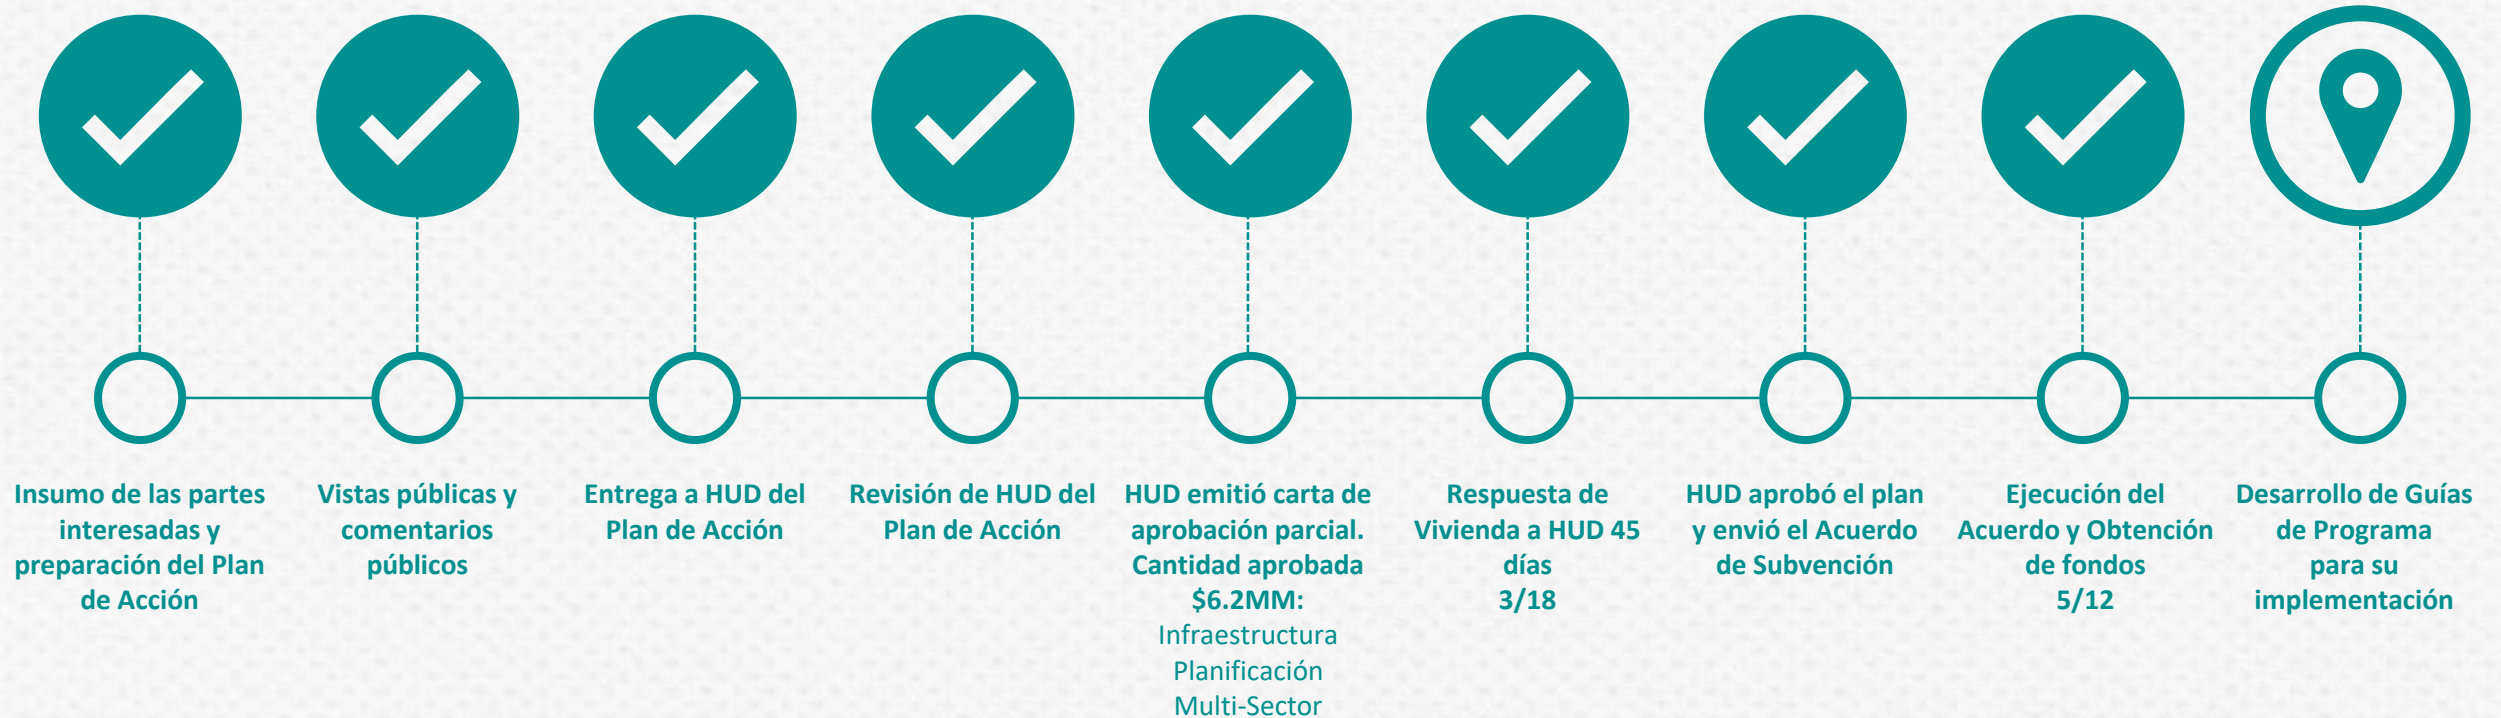 Insumo de las partes
interesadas y
preparación del Plan
de Acción
Vistas públicas y
comentarios
públicos
Entrega a HUD del
Plan de Acción
Revisión de HUD del
Plan de Acción
HUD emitió carta de
aprobación parcial.
Cantidad aprobada
$6.2MM:
Infraestructura
Planificación
Multi-Sector
Respuesta de
Vivienda a HUD 45
días
3/18
HUD aprobó el plan
y envió el Acuerdo
de Subvención
Ejecución del
Acuerdo y Obtención
de fondos
5/12
Desarrollo de Guías
de Programa
para su
implementación